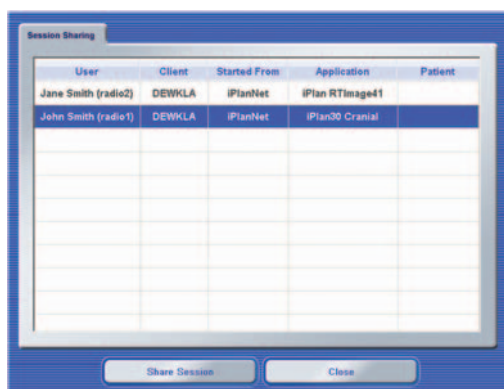 Session Sharing
User Client Started From Application Patient
Jane Smith (radio2) DEWKLA iPlanNet iPlan RTImage41
John Smith (radio1) DEWKLA iPlanNet iPlan30 Cranial
Share Session Close